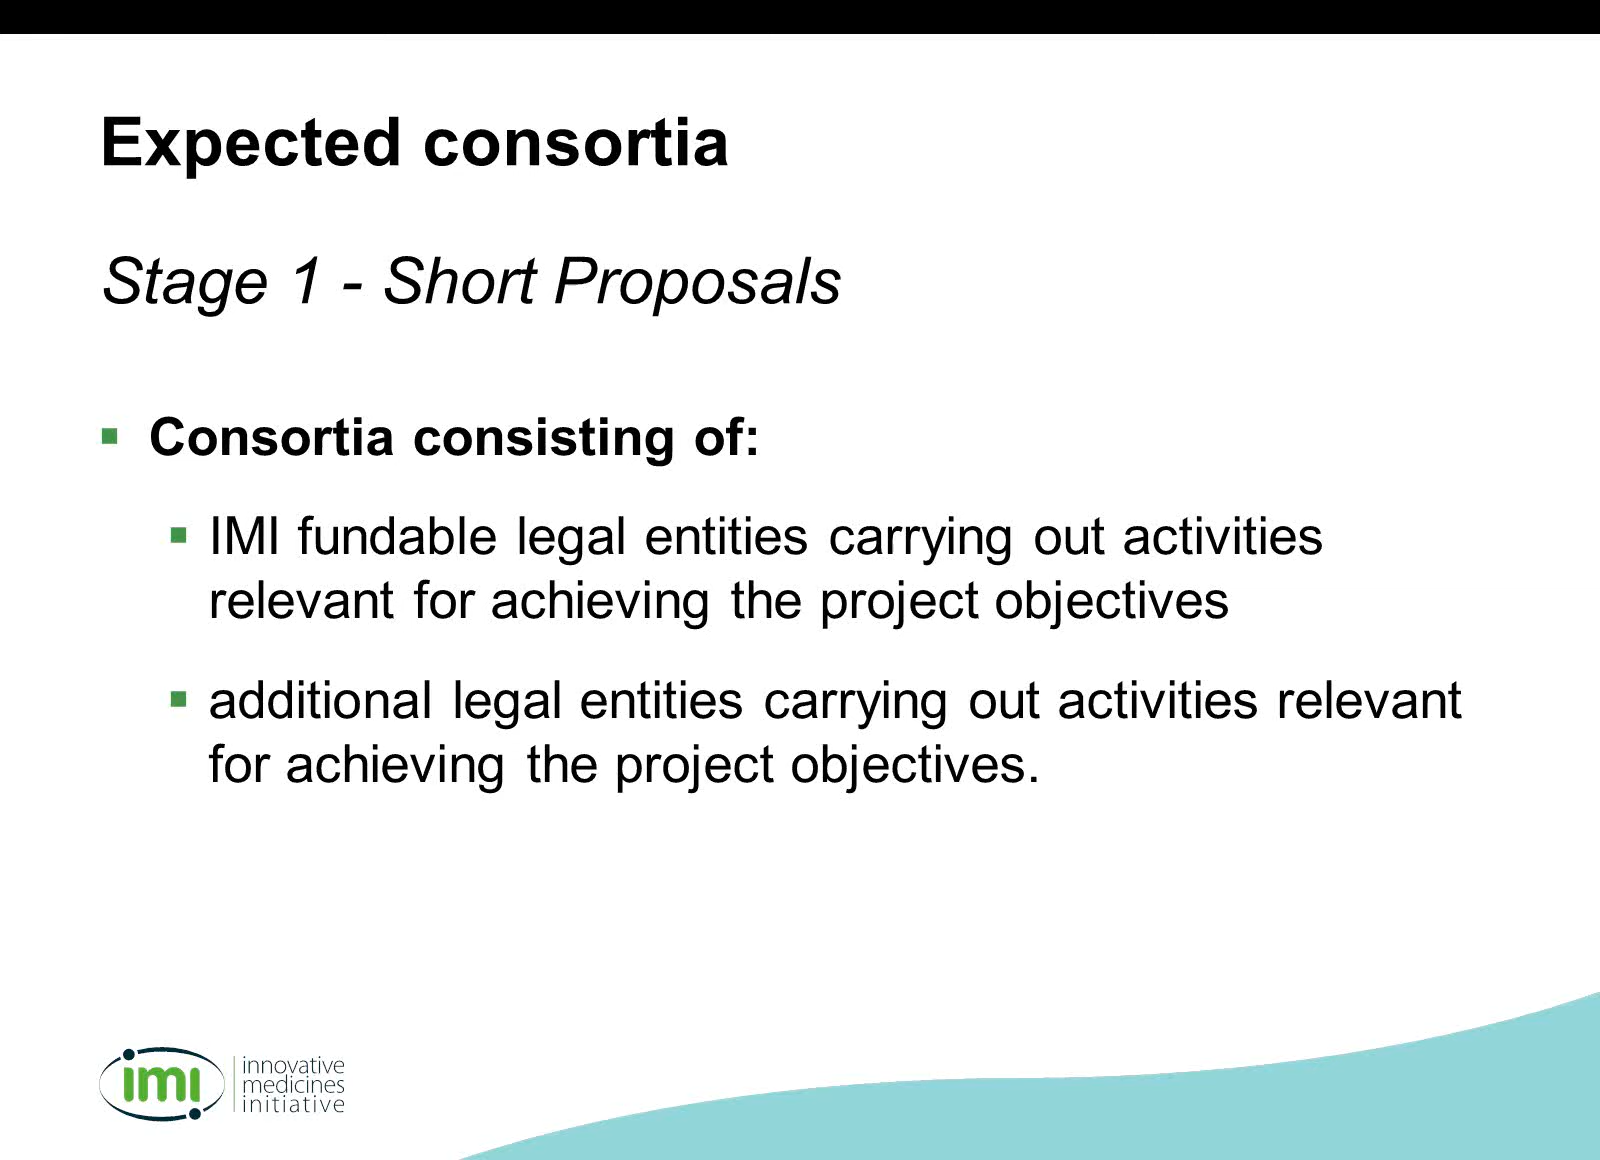 Expected consortia
Stage 1 - Short Proposals
▪ Consortia consisting of:
▪ IMI fundable legal entities carrying out activities
relevant for achieving the project objectives
▪ additional legal entities carrying out activities relevant
for achieving the project objectives.
imi
innovative
medicines
initiative